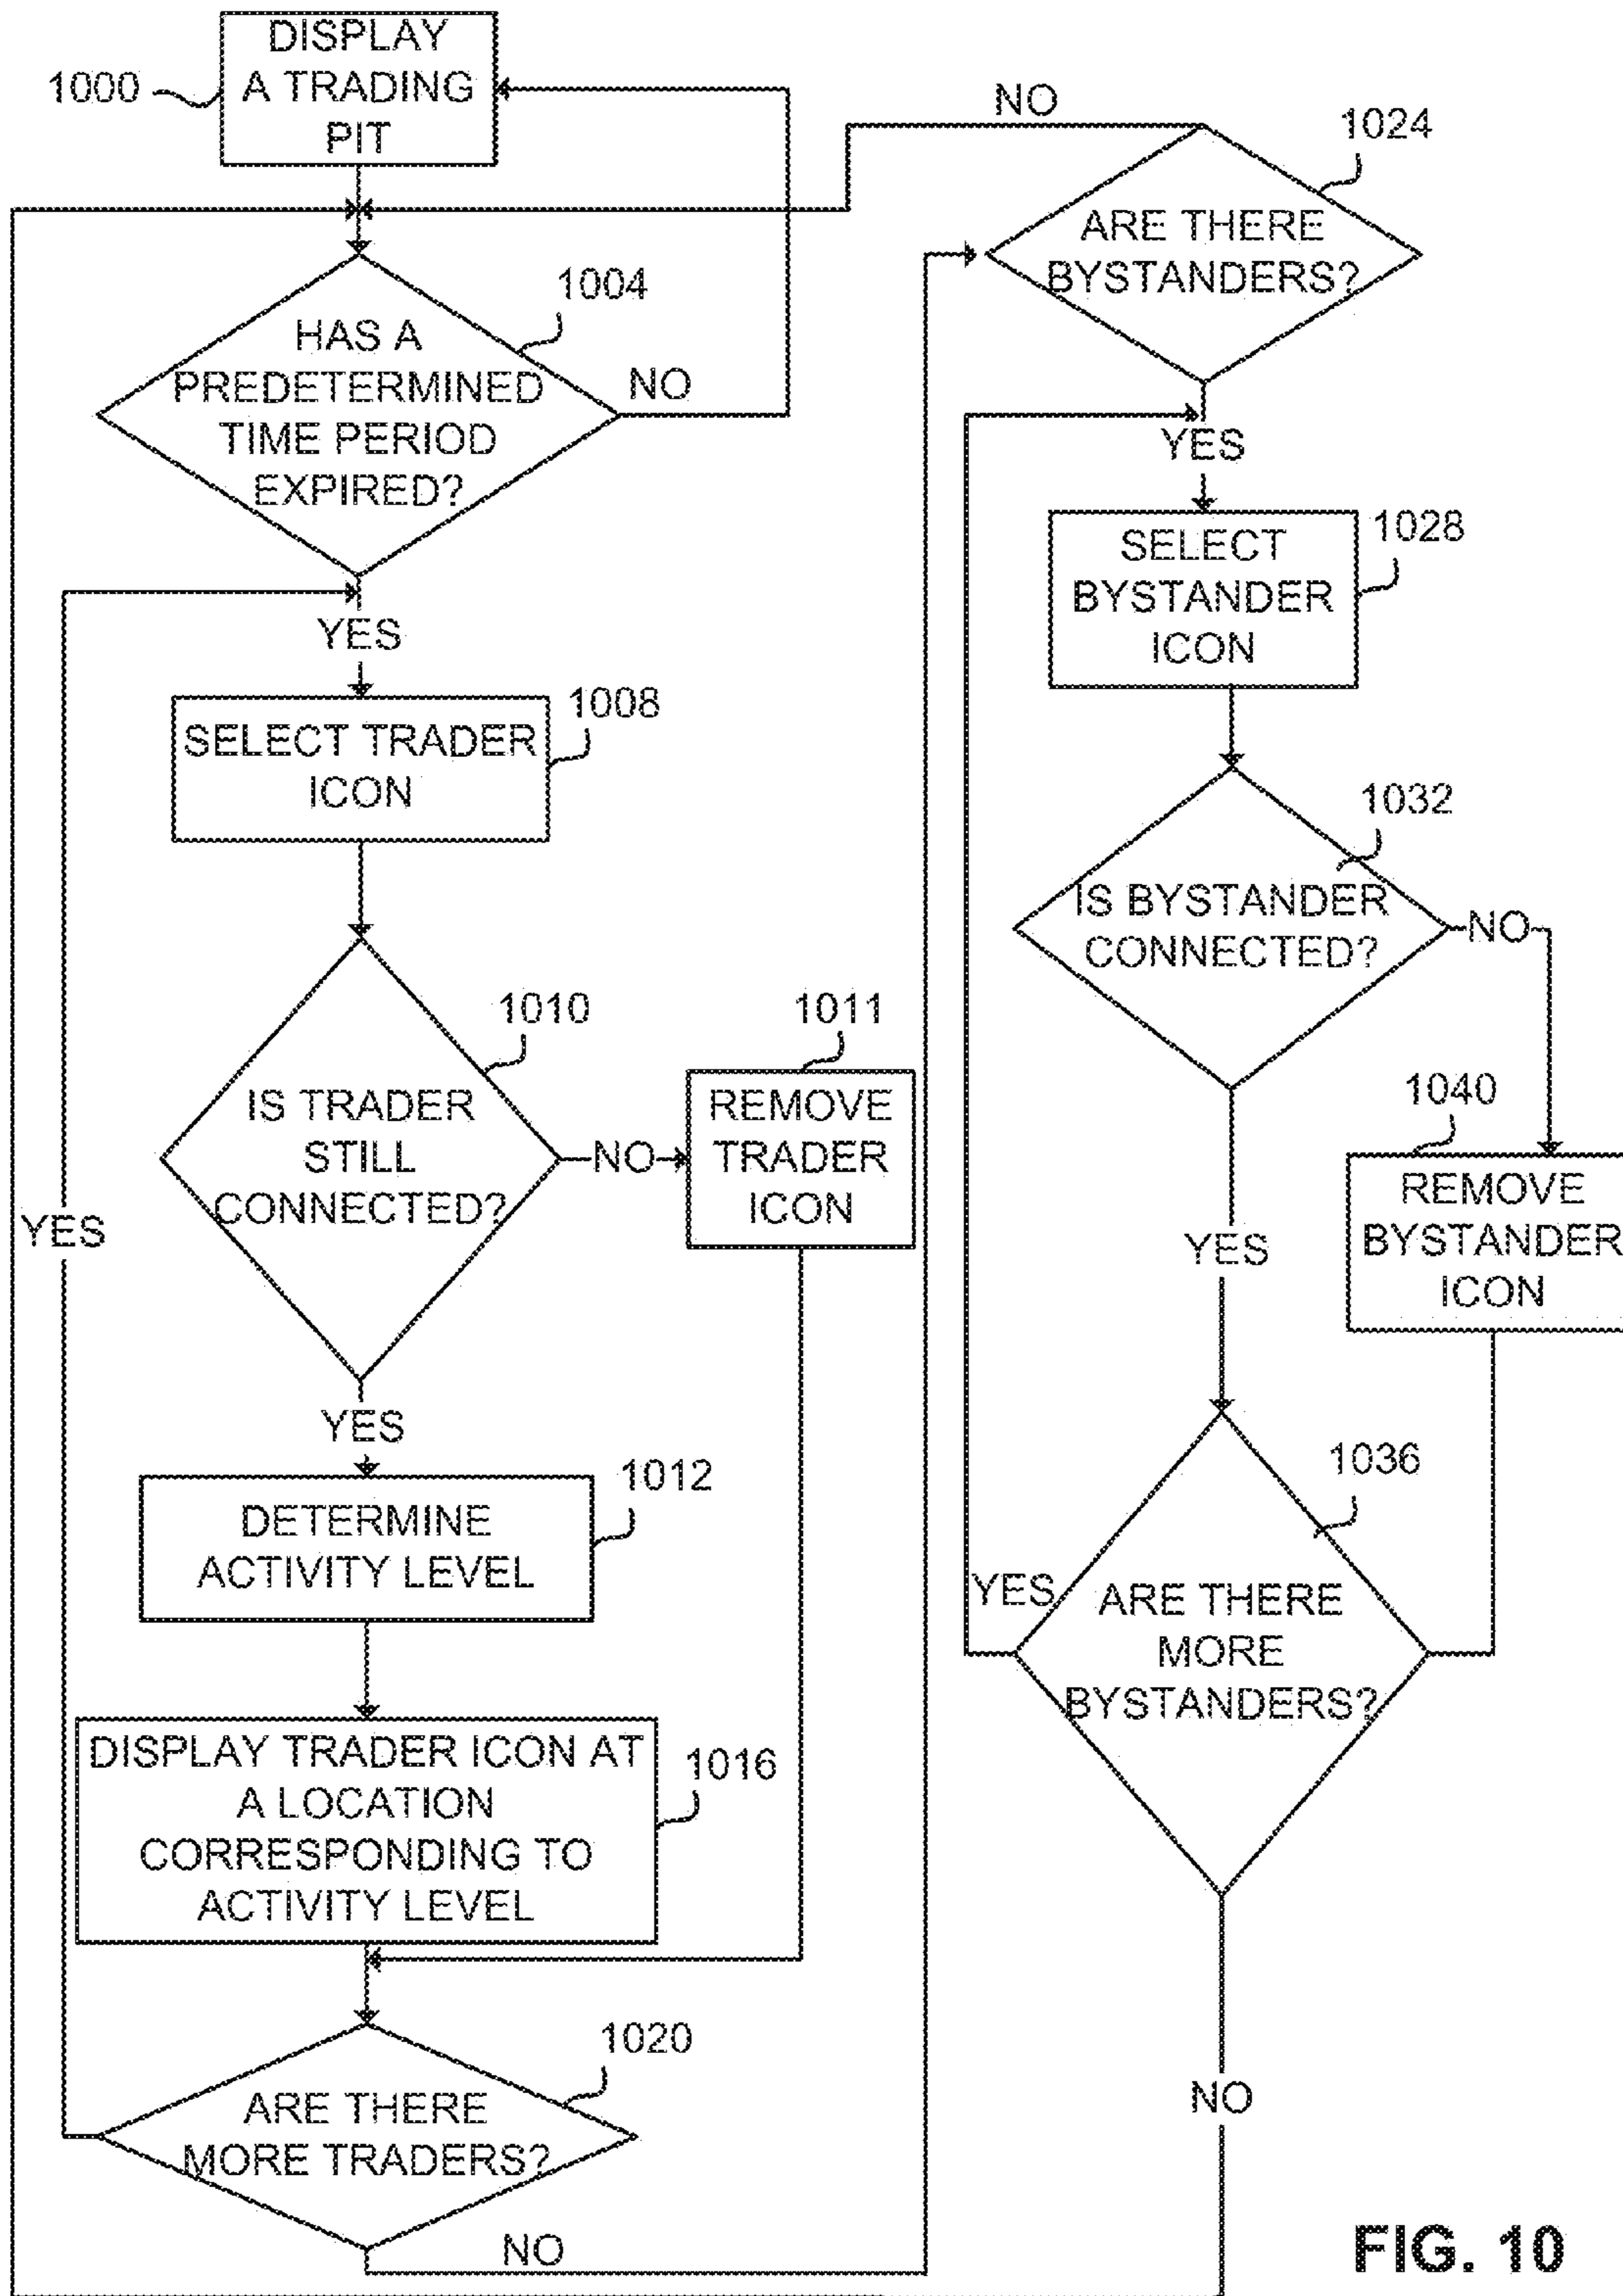 DISPLAY
A TRADING
PIT
1000
HAS A
PREDETERMINED
TIME PERIOD
EXPIRED?
1004
NO
YES
SELECT TRADER
ICON
1008
IS TRADER
STILL
CONNECTED?
1010
NO
REMOVE
TRADER
ICON
1011
YES
DETERMINE
ACTIVITY LEVEL
1012
DISPLAY TRADER ICON AT
A LOCATION
CORRESPONDING TO
ACTIVITY LEVEL
1016
ARE THERE
MORE TRADERS?
1020
YES
NO
ARE THERE
BYSTANDERS?
1024
NO
YES
SELECT
BYSTANDER
ICON
1028
IS BYSTANDER
CONNECTED?
1032
NO
REMOVE
BYSTANDER
ICON
1040
YES
ARE THERE
MORE
BYSTANDERS?
1036
YES
NO
FIG. 10